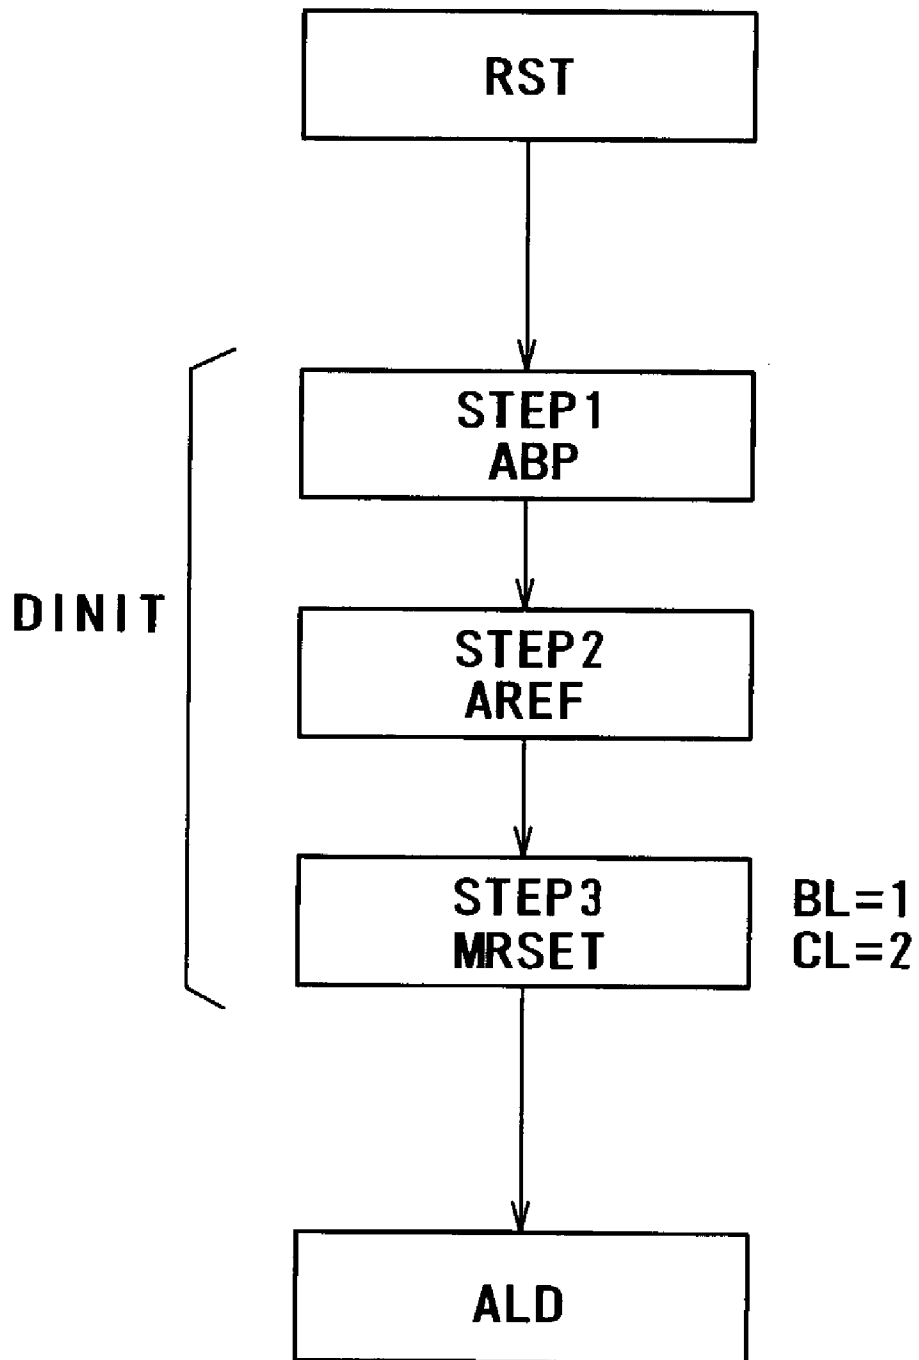 RST
STEP1
ABP
DINIT
STEP2
AREF
STEP3
MRSET
BL=1
CL=2
ALD